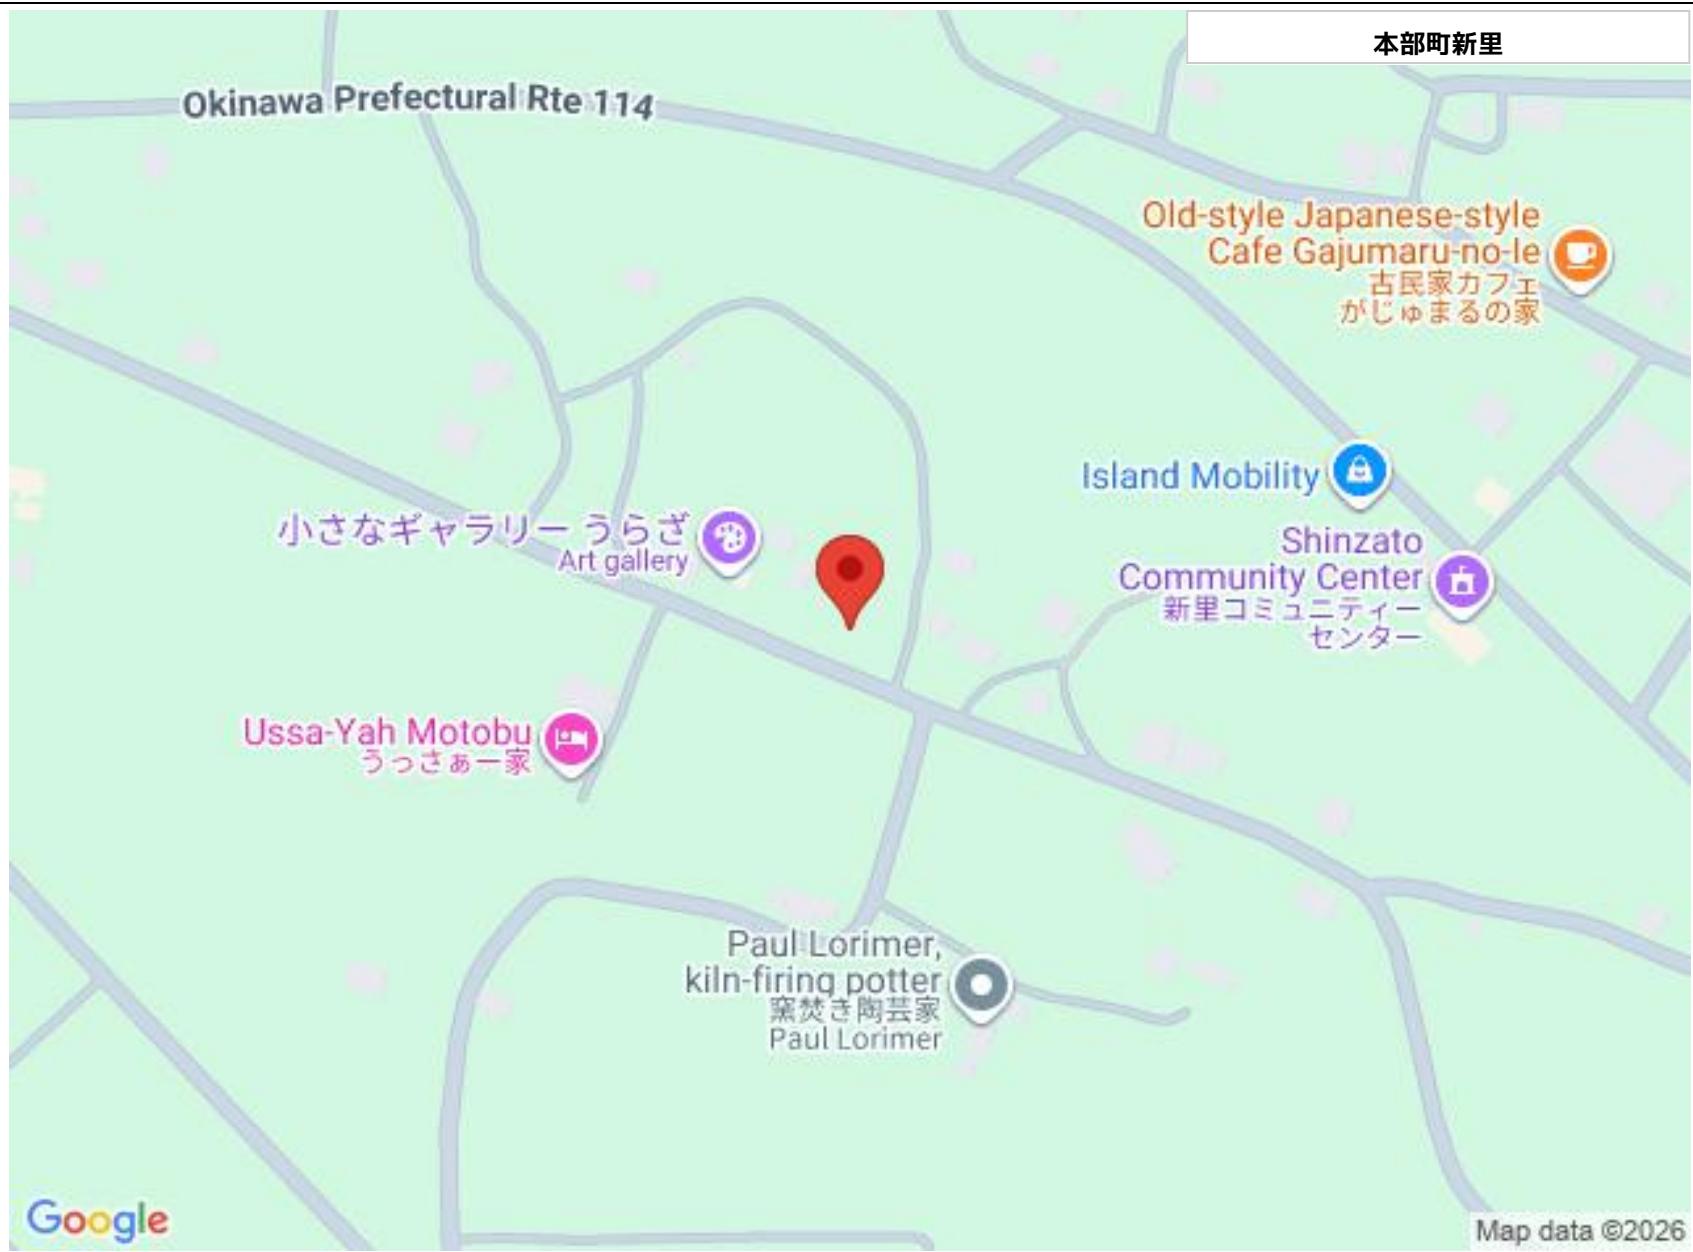 本部町新里
Okinawa Prefectural Rte 114
Old-style Japanese-style
Cafe Gajumaru-no-Ie
古民家カフェ
がじゅまるの家
Island Mobility
小さなギャラリー うらざ
Art gallery
Shinzato
Community Center
新里コミュニティー
センター
Ussa-Yah Motobu
うっさぁー家
Paul Lorimer,
kiln-firing potter
窯焚き陶芸家
Paul Lorimer
Google
Map data ©2026